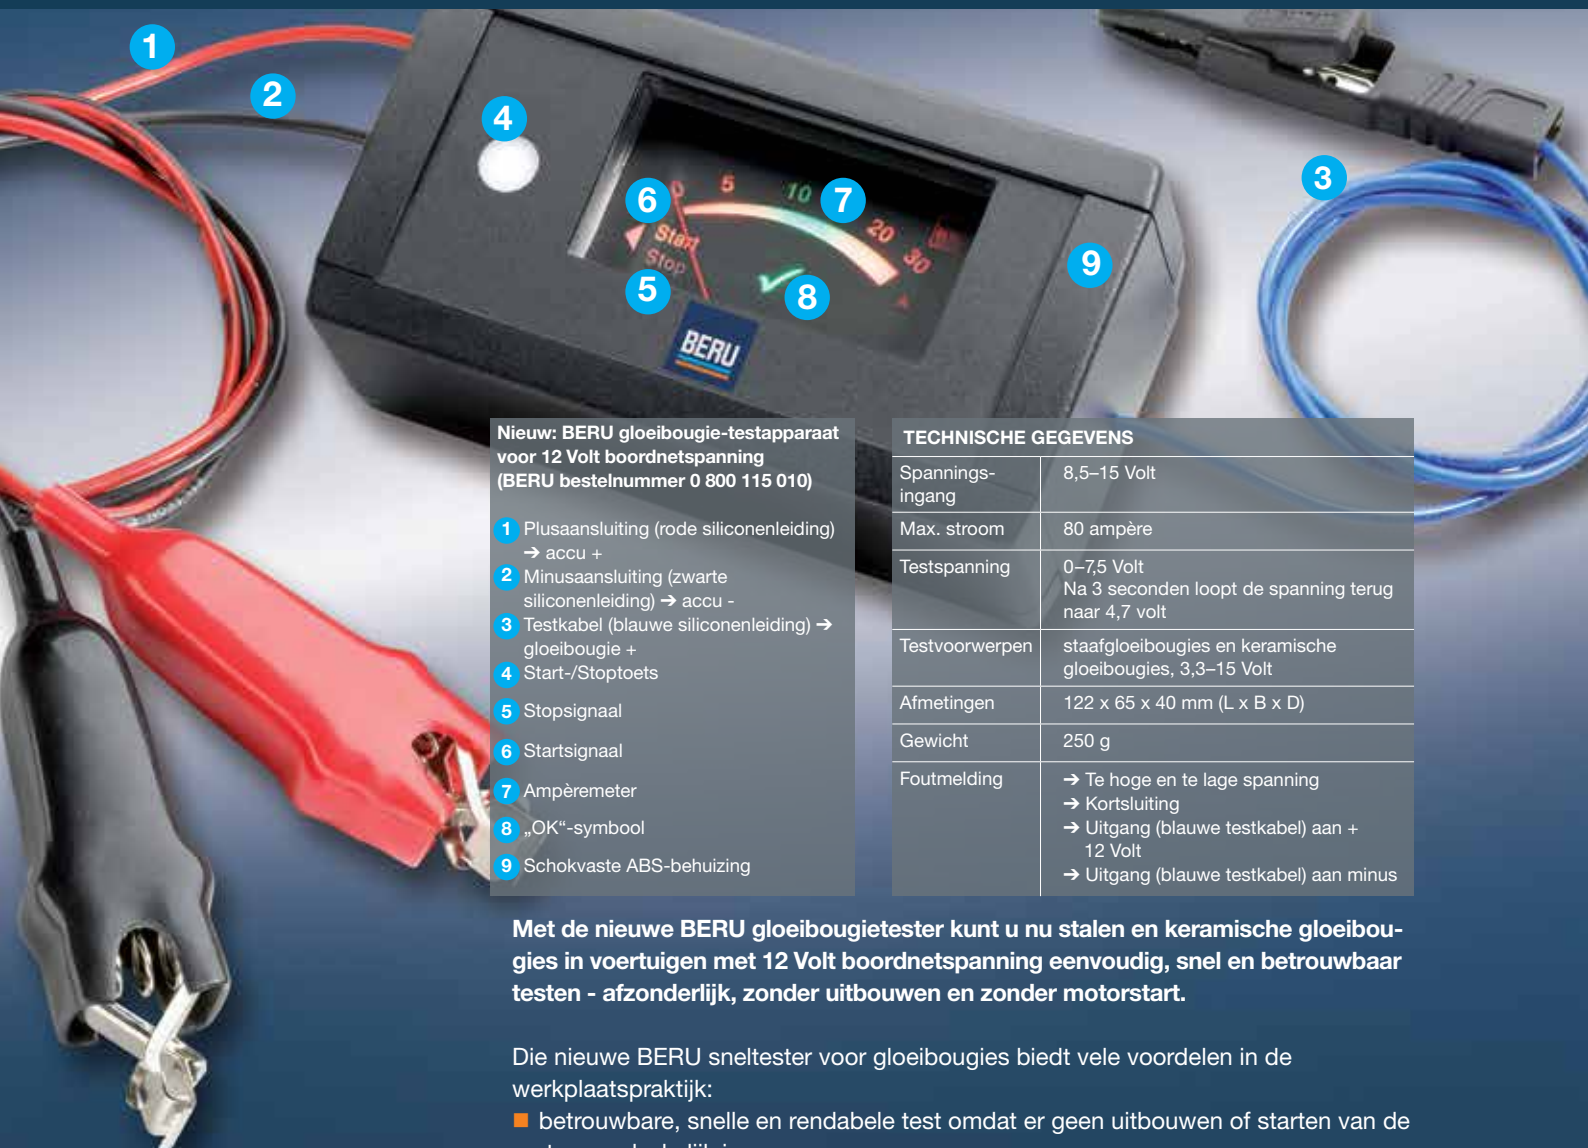 1
2
4
3
6
7
0
5
10
20
30
Start
Stop
5
8
9
BERU
Nieuw: BERU gloeibougie-testapparaat
voor 12 Volt boordnetspanning
(BERU bestelnummer 0 800 115 010)
1 Plusaansluiting (rode siliconenleiding)
➔ accu +
2 Minusaansluiting (zwarte
siliconenleiding) ➔ accu -
3 Testkabel (blauwe siliconenleiding) ➔
gloeibougie +
4 Start-/Stoptoets
5 Stopsignaal
6 Startsignaal
7 Ampèremeter
8 „OK“-symbool
9 Schokvaste ABS-behuizing
TECHNISCHE GEGEVENS
Spannings- 8,5–15 Volt
ingang
Max. stroom 80 ampère
Testspanning 0–7,5 Volt
Na 3 seconden loopt de spanning terug
naar 4,7 volt
Testvoorwerpen staafgloeibougies en keramische
gloeibougies, 3,3–15 Volt
Afmetingen 122 x 65 x 40 mm (L x B x D)
Gewicht 250 g
Foutmelding ➔ Te hoge en te lage spanning
➔ Kortsluiting
➔ Uitgang (blauwe testkabel) aan +
12 Volt
➔ Uitgang (blauwe testkabel) aan minus
Met de nieuwe BERU gloeibougietester kunt u nu stalen en keramische gloeibou-
gies in voertuigen met 12 Volt boordnetspanning eenvoudig, snel en betrouwbaar
testen - afzonderlijk, zonder uitbouwen en zonder motorstart.
Die nieuwe BERU sneltester voor gloeibougies biedt vele voordelen in de
werkplaatspraktijk:
■ betrouwbare, snelle en rendabele test omdat er geen uitbouwen of starten van de